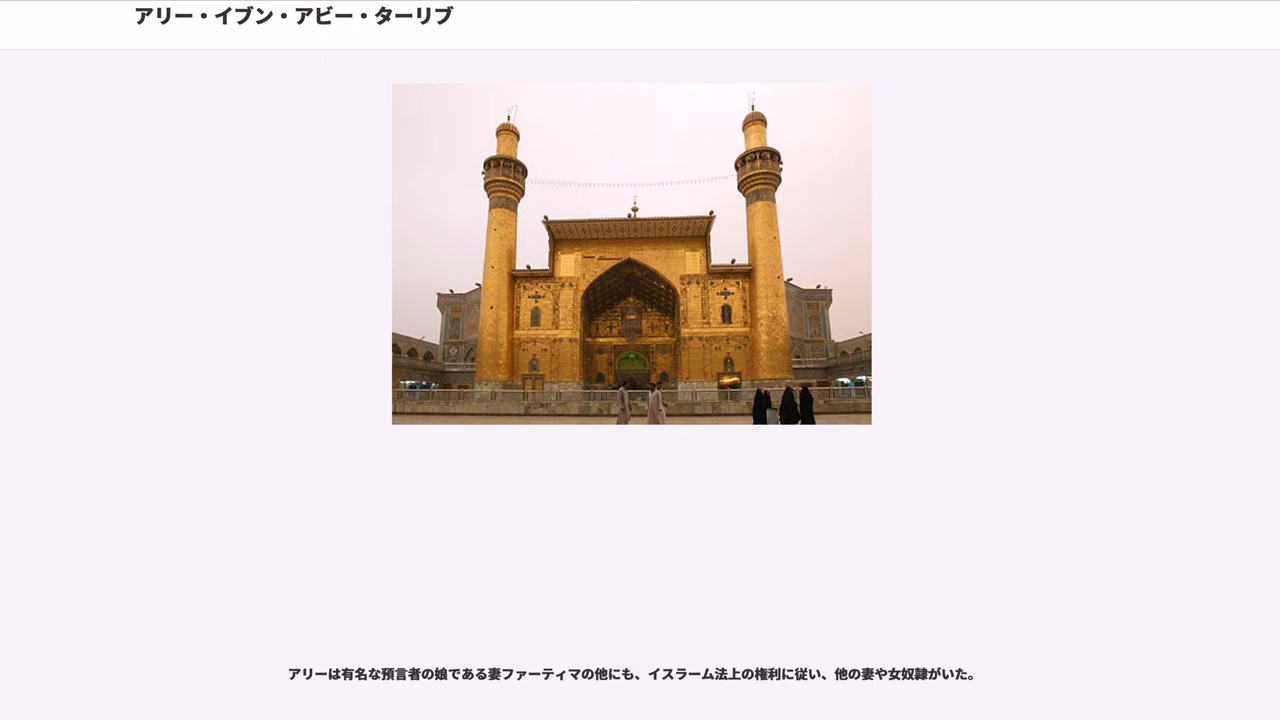 アリー・イブン・アビー・ターリブ
アリーは有名な預言者の娘である妻ファーティマの他にも、イスラーム法上の権利に従い、他の妻や女奴隷がいた。